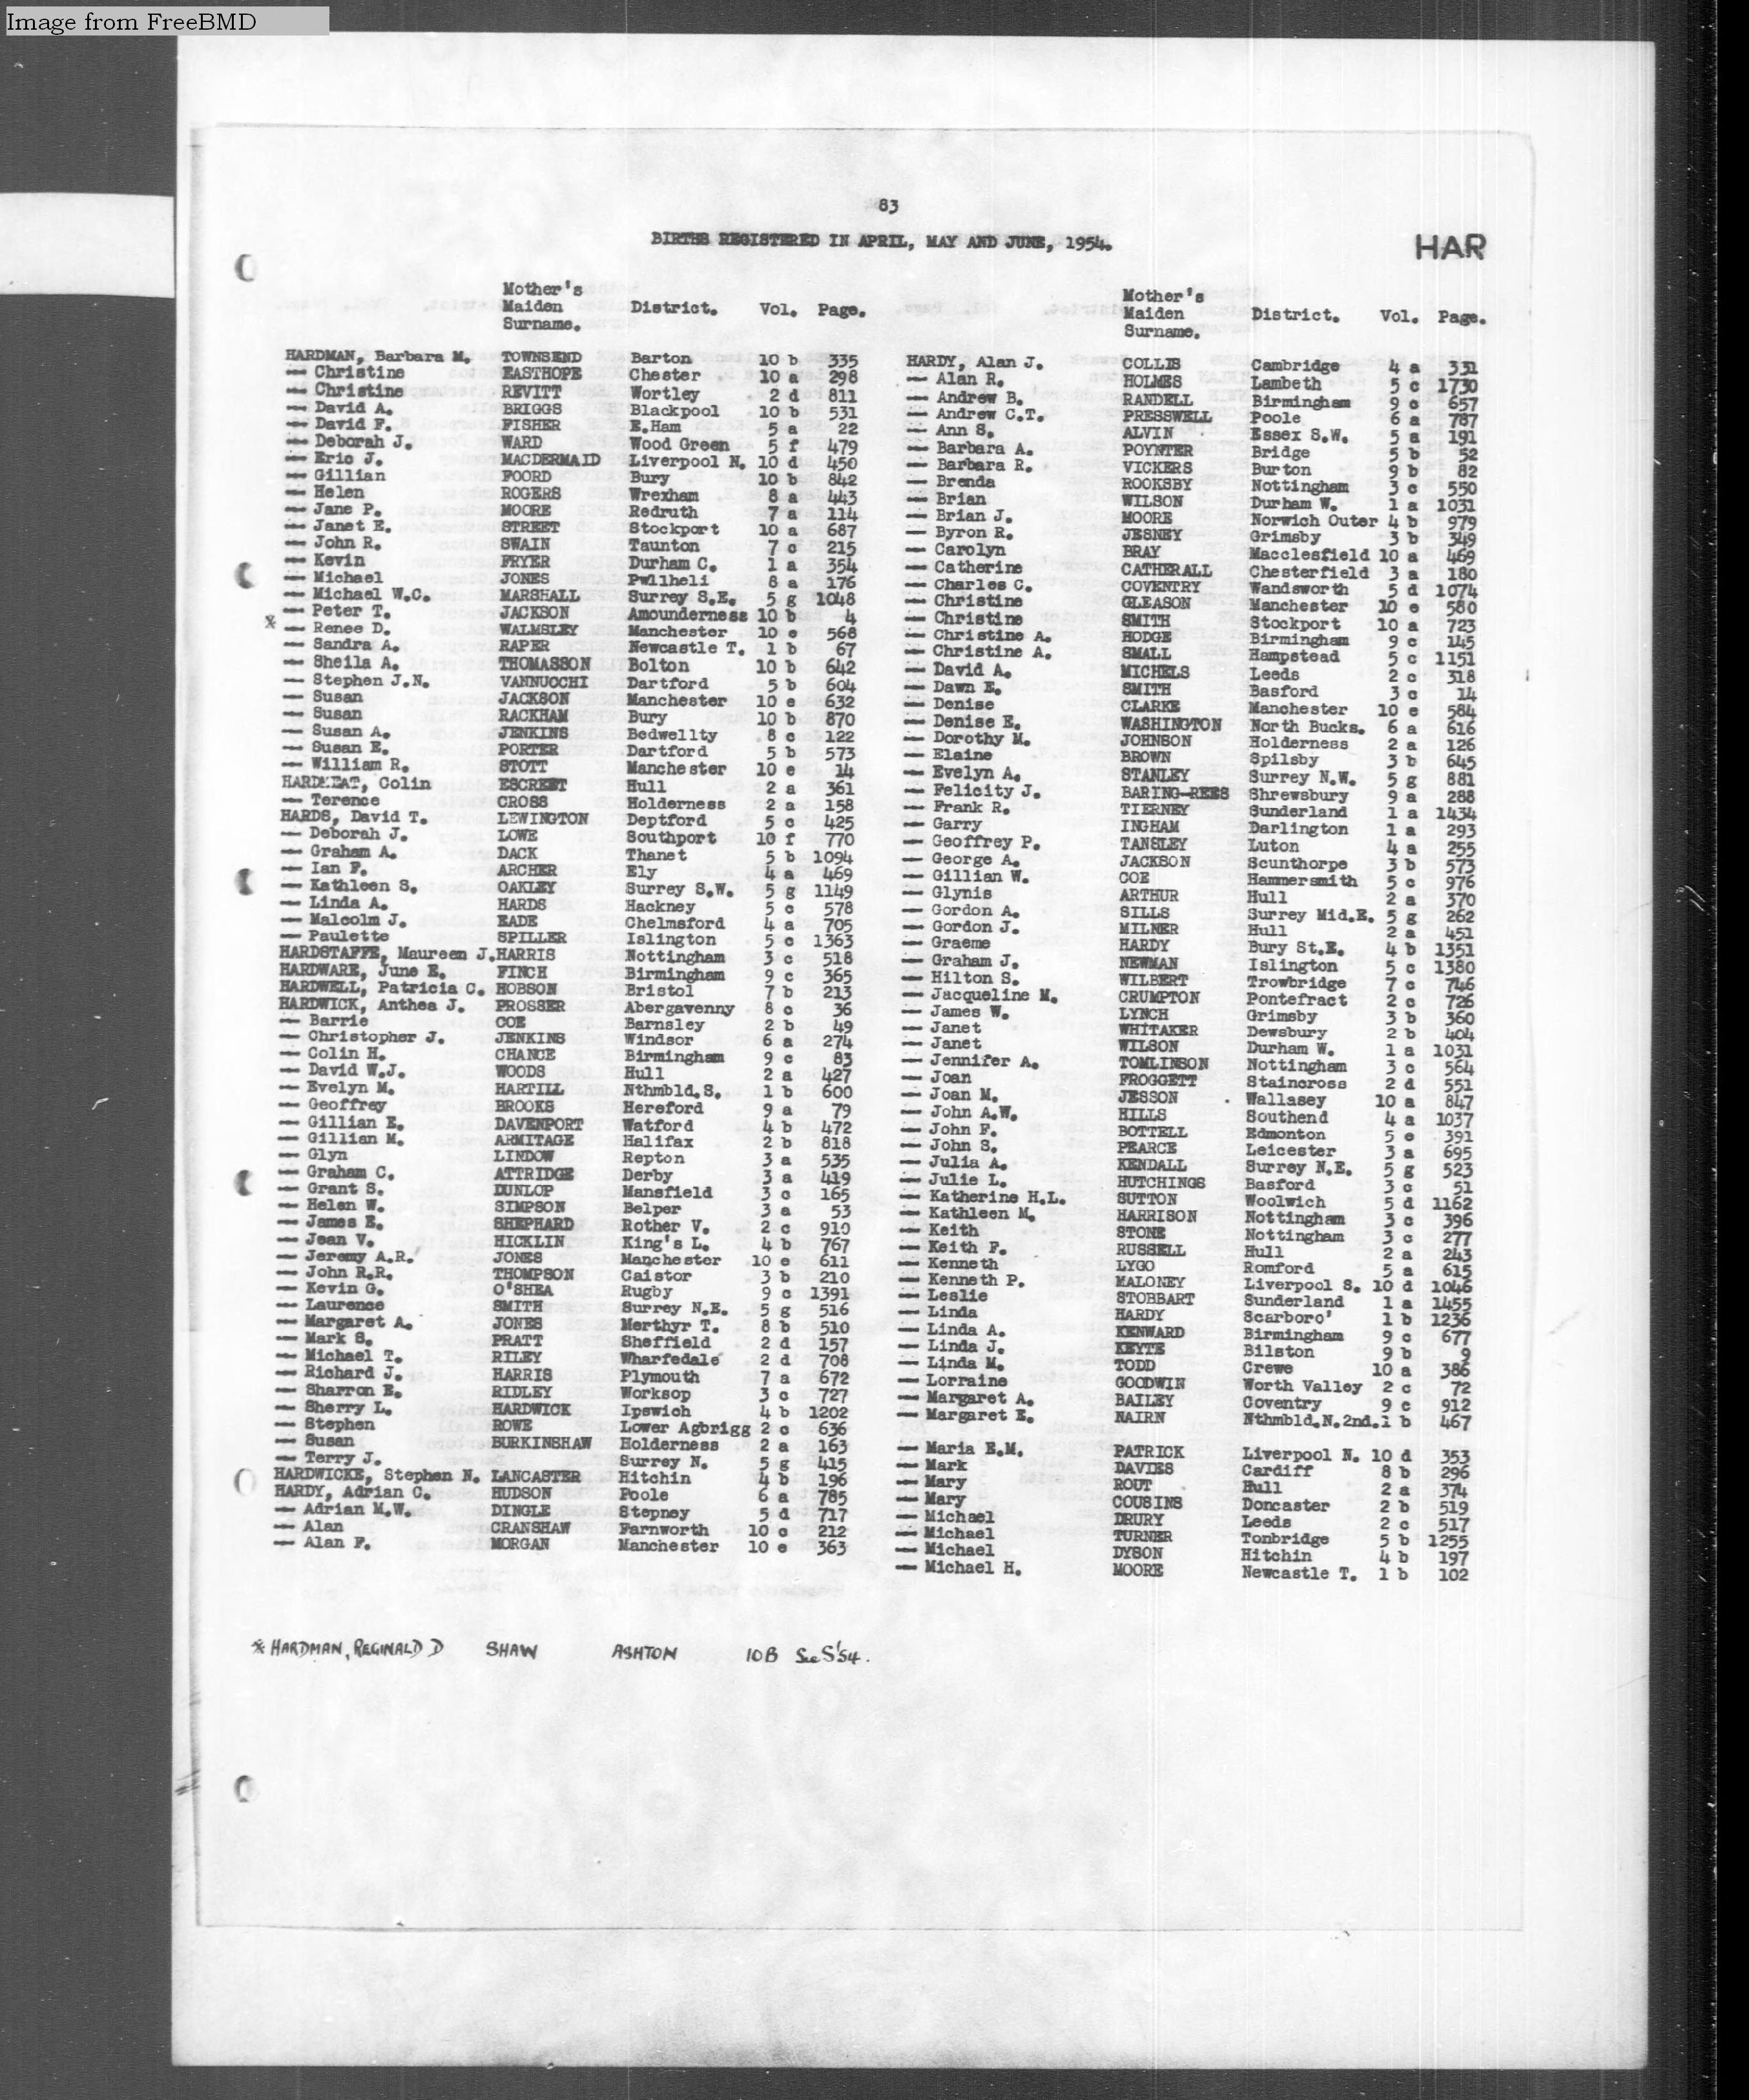 Image from FreeBMD
83
BIRTHS REGISTERED IN APRIL, MAY AND JUNE, 1954.
HAR
Mother's
Maiden District. Vol. Page.
Surname.
HARDMAN, Barbara M. TOWNSEND Barton 10 b 335
— Christine EASTHOPE Chester 10 a 298
— Christine REVITT Wortley 2 d 811
— David A. BRIGGS Blackpool 10 b 531
— David F. FISHER E.Ham 5 a 22
— Deborah J. WARD Wood Green 5 f 479
— Eric J. MACDERMAID Liverpool N. 10 d 450
— Gillian FOORD Bury 10 b 842
— Helen ROGERS Wrexham 8 a 443
— Jane P. MOORE Redruth 7 a 114
— Janet E. STREET Stockport 10 a 687
— John R. SWAIN Taunton 7 c 215
— Kevin FRYER Durham C. 1 a 354
— Michael JONES Pwllheli 8 a 176
— Michael W.C. MARSHALL Surrey S.E. 5 g 1048
— Peter T. JACKSON Amounderness 10 b 4
* — Renee D. WALMSLEY Manchester 10 e 568
— Sandra A. RAPER Newcastle T. 1 b 67
— Sheila A. THOMASSON Bolton 10 b 642
— Stephen J.N. VANNUOCHI Dartford 5 b 604
— Susan JACKSON Manchester 10 e 632
— Susan RACKHAM Bury 10 b 870
— Susan A. JENKINS Bedwellty 8 c 122
— Susan E. PORTER Dartford 5 b 573
— William R. STOTT Manchester 10 e 14
Colin ESCREET Hull 2 a 361
— Terence CROSS Holderness 2 a 158
HARDS, David T. LEWINGTON Deptford 5 c 425
— Deborah J. LOWE Southport 10 f 770
— Graham A. DACK Thanet 5 b 1094
— Ian F. ARCHER Ely 4 a 469
— Kathleen S. OAKLEY Surrey S.W. 5 g 1149
— Linda A. HARDS Hackney 5 c 578
— Malcolm J. EADE Chelmsford 4 a 705
— Paulette SPILLER Islington 5 c 1363
HARDSTAFFE, Maureen J. HARRIS Nottingham 3 c 518
HARDWARE, June E. FINCH Birmingham 9 c 365
HARDWELL, Patricia C. HOBSON Bristol 7 b 213
HARDWICK, Anthea J. PROSSER Abergavenny 8 c 36
— Barrie COE Barnsley 2 b 49
— Christopher J. JENKINS Windsor 6 a 274
— Colin H. CHANCE Birmingham 9 c 83
— David W.J. WOODS Hull 2 a 427
— Evelyn M. HARTILL Nthmbld.S. 1 b 600
— Geoffrey BROOKS Hereford 9 a 79
— Gillian E. DAVENPORT Watford 4 b 472
— Gillian M. ARMITAGE Halifax 2 b 818
— Glyn LINDOW Repton 3 a 535
— Graham C. ATTRIDGE Derby 3 a 419
— Grant S. DUNLOP Mansfield 3 c 165
— Helen W. SIMPSON Belper 3 a 53
— James E. SHEPHARD Rother V. 2 c 910
— Jean V. HICKLIN King's L. 4 b 767
— Jeremy A.R. JONES Manchester 10 e 611
— John R.R. THOMPSON Caistor 3 b 210
— Kevin G. O'SHEA Rugby 9 c 1391
— Laurence SMITH Surrey N.E. 5 g 516
— Margaret A. JONES Merthyr T. 8 b 510
— Mark S. PRATT Sheffield 2 d 157
— Michael T. RILEY Wharfedale 2 d 708
— Richard J. HARRIS Plymouth 7 a 672
— Sharron E. RIDLEY Worksop 3 c 727
— Sherry L. HARDWICK Ipswich 4 b 1202
— Stephen ROWE Lower Agbrigg 2 c 636
— Susan BURKINSHAW Holderness 2 a 163
— Terry J. Surrey N. 5 g 415
HARDWICKE, Stephen N. LANCASTER Hitchin 4 b 196
HARDY, Adrian C. HUDSON Poole 6 a 785
— Adrian M.W. DINGLE Stepney 5 d 717
— Alan CRANSHAW Farnworth 10 c 212
— Alan F. MORGAN Manchester 10 e 363
Mother's
Maiden District. Vol. Page.
Surname.
HARDY, Alan J. COLLIS Cambridge 4 a 331
— Alan R. HOLMES Lambeth 5 c 1730
— Andrew B. RANDELL Birmingham 9 c 657
— Andrew C.T. PRESSWELL Poole 6 a 787
— Ann S. ALVIN Essex S.W. 5 a 191
— Barbara A. POYNTER Bridge 5 b 52
— Barbara R. VICKERS Burton 9 b 82
— Brenda ROOKSBY Nottingham 3 c 550
— Brian WILSON Durham W. 1 a 1031
— Brian J. MOORE Norwich Outer 4 b 979
— Byron R. JESNEY Grimsby 3 b 349
— Carolyn BRAY Macclesfield 10 a 469
— Catherine CATHERALL Chesterfield 3 a 180
— Charles C. COVENTRY Wandsworth 5 d 1074
— Christine GLEASON Manchester 10 e 580
— Christine SMITH Stockport 10 a 723
— Christine A. HODGE Birmingham 9 c 145
— Christine A. SMALL Hampstead 5 c 1151
— David A. MICHELS Leeds 2 c 318
— Dawn E. SMITH Basford 3 c 14
— Denise CLARKE Manchester 10 e 584
— Denise E. WASHINGTON North Bucks. 6 a 616
— Dorothy M. JOHNSON Holderness 2 a 126
— Elaine BROWN Spilsby 3 b 645
— Evelyn A. STANLEY Surrey N.W. 5 g 881
— Felicity J. BARING-REES Shrewsbury 9 a 288
— Frank R. TIERNEY Sunderland 1 a 1434
— Garry INGHAM Darlington 1 a 293
— Geoffrey P. TANSLEY Luton 4 a 255
— George A. JACKSON Scunthorpe 3 b 573
— Gillian W. COE Hammersmith 5 c 976
— Glynis ARTHUR Hull 2 a 370
— Gordon A. SILLS Surrey Mid.E. 5 g 262
— Gordon J. MILNER Hull 2 a 451
— Graeme HARDY Bury St.E. 4 b 1351
— Graham J. NEWMAN Islington 5 c 1380
— Hilton S. WILBERT Trowbridge 7 c 746
— Jacqueline M. CRUMPTON Pontefract 2 c 726
— James W. LYNCH Grimsby 3 b 360
— Janet WHITAKER Dewsbury 2 b 404
— Janet WILSON Durham W. 1 a 1031
— Jennifer A. TOMLINSON Nottingham 3 c 564
— Joan FROGGETT Staincross 2 d 551
— Joan M. JESSON Wallasey 10 a 847
— John A.W. HILLS Southend 4 a 1037
— John F. BOTTELL Edmonton 5 e 391
— John S. PEARCE Leicester 3 a 695
— Julia A. KENDALL Surrey N.E. 5 g 523
— Julie L. HUTCHINGS Basford 3 c 51
— Katherine H.L. SUTTON Woolwich 5 d 1162
— Kathleen M. HARRISON Nottingham 3 c 396
— Keith STONE Nottingham 3 c 277
— Keith F. RUSSELL Hull 2 a 243
— Kenneth LYGO Romford 5 a 615
— Kenneth P. MALONEY Liverpool S. 10 d 1046
— Leslie STOBBART Sunderland 1 a 1455
— Linda HARDY Scarboro' 1 b 1236
— Linda A. KENWARD Birmingham 9 c 677
— Linda J. KEYTE Bilston 9 b 9
— Linda M. TODD Crewe 10 a 386
— Lorraine GOODWIN Worth Valley 2 c 72
— Margaret A. BAILEY Coventry 9 c 912
— Margaret E. NAIRN Nthmbld.N.2nd. 1 b 467
— Maria E.M. PATRICK Liverpool N. 10 d 353
— Mark DAVIES Cardiff 8 b 296
— Mary ROUT Hull 2 a 374
— Mary COUSINS Doncaster 2 b 519
— Michael DRURY Leeds 2 c 517
— Michael TURNER Tonbridge 5 b 1255
— Michael DYSON Hitchin 4 b 197
— Michael H. MOORE Newcastle T. 1 b 102
* HARDMAN, REGINALD D SHAW ASHTON 10B See S'54.